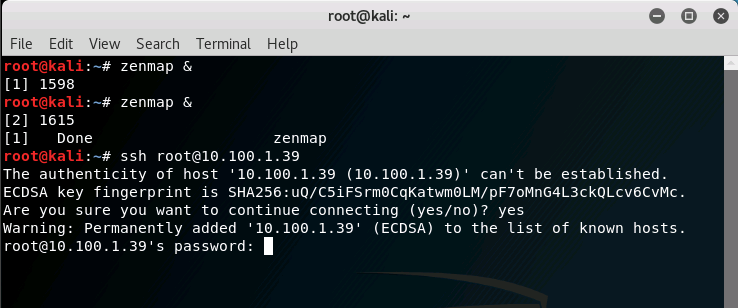 root@kali: ~
File Edit View Search Terminal Help
root@kali:~# zenmap &
[1] 1598
root@kali:~# zenmap &
[2] 1615
[1]   Done                    zenmap
root@kali:~# ssh root@10.100.1.39
The authenticity of host '10.100.1.39 (10.100.1.39)' can't be established.
ECDSA key fingerprint is SHA256:uQ/C5iFSrm0CqKatwm0LM/pF7oMnG4L3ckQLcv6CvMc.
Are you sure you want to continue connecting (yes/no)? yes
Warning: Permanently added '10.100.1.39' (ECDSA) to the list of known hosts.
root@10.100.1.39's password: